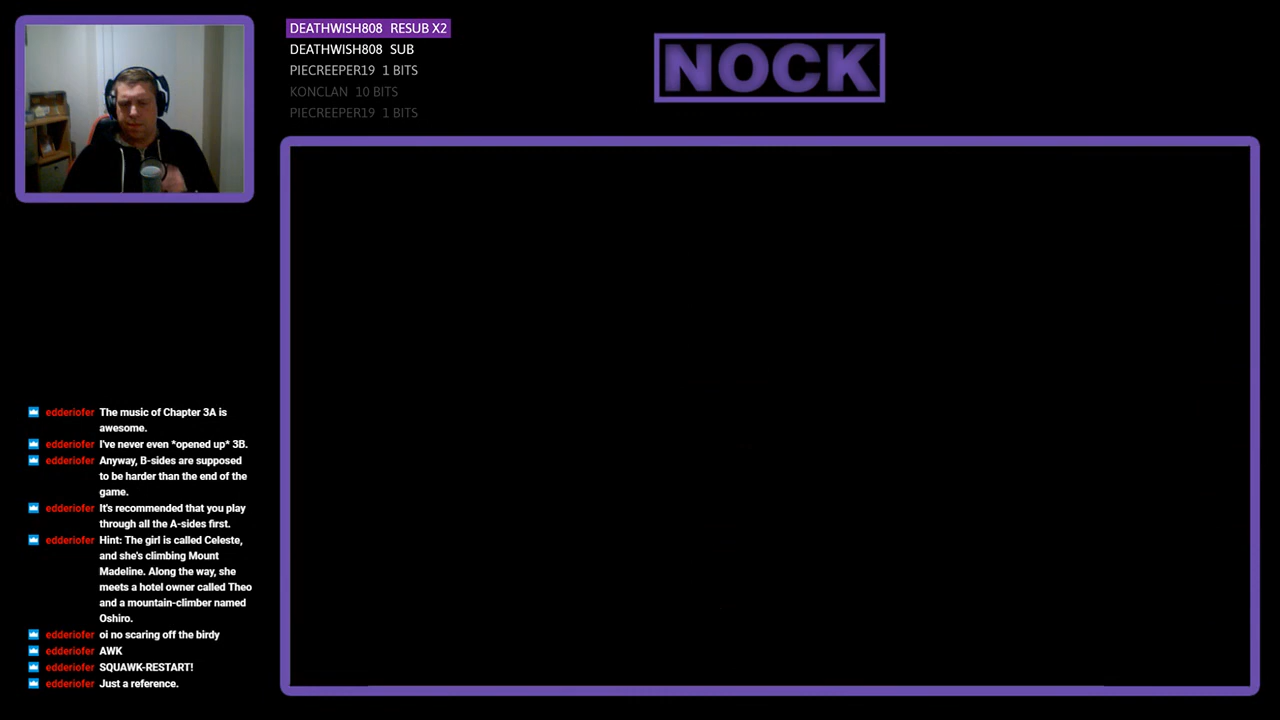 DEATHWISH808 RESUB X2
DEATHWISH808 SUB
PIECREEPER19 1 BITS
KONCLAN 10 BITS
PIECREEPER19 1 BITS
NOCK
edderiofer The music of Chapter 3A is
awesome.
edderiofer I've never even *opened up* 3B.
edderiofer Anyway, B-sides are supposed
to be harder than the end of the
game.
edderiofer It's recommended that you play
through all the A-sides first.
edderiofer Hint: The girl is called Celeste,
and she's climbing Mount
Madeline. Along the way, she
meets a hotel owner called Theo
and a mountain-climber named
Oshiro.
edderiofer oi no scaring off the birdy
edderiofer AWK
edderiofer SQUAWK-RESTART!
edderiofer Just a reference.